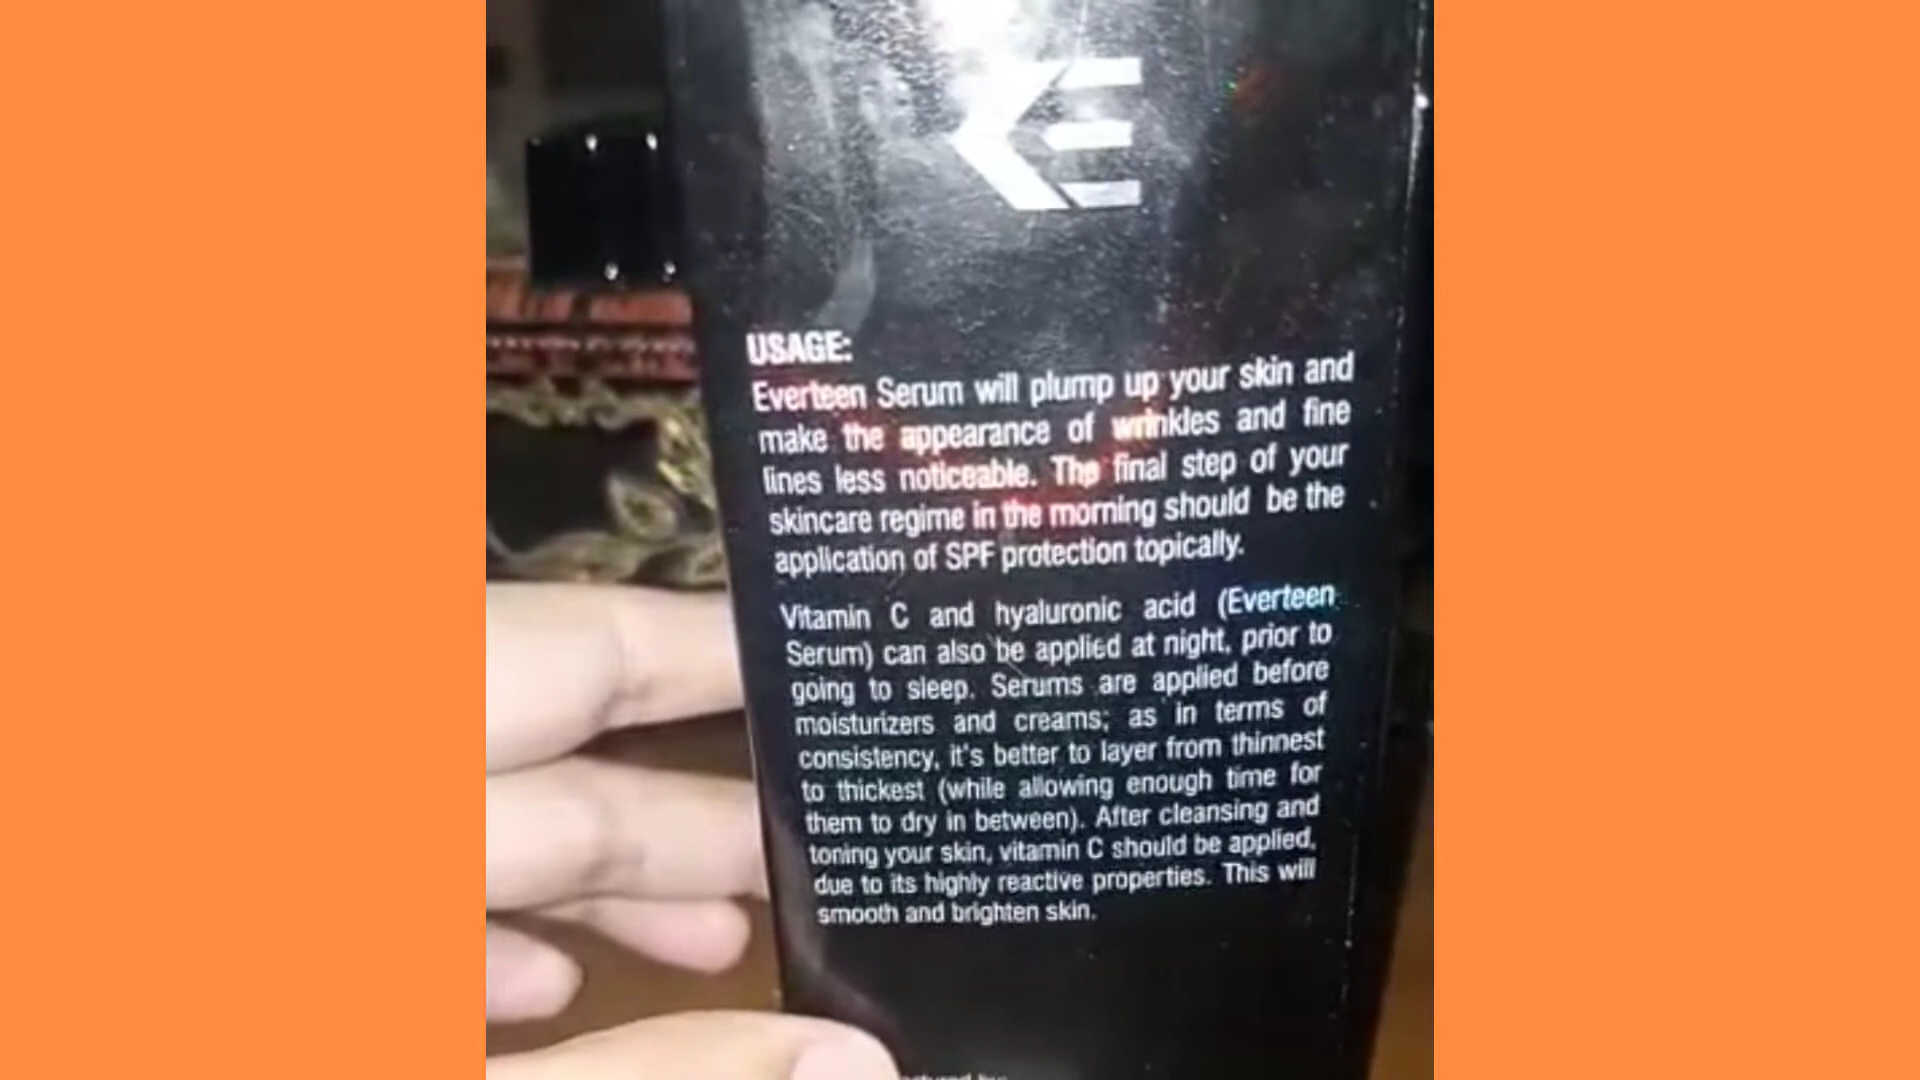 USAGE:
Everteen Serum will plump up your skin and
make the appearance of wrinkles and fine
lines less noticeable. The final step of your
skincare regime in the morning should be the
application of SPF protection topically.
Vitamin C and hyaluronic acid (Everteen
Serum) can also be applied at night, prior to
going to sleep. Serums are applied before
moisturizers and creams; as in terms of
consistency, it's better to layer from thinnest
to thickest (while allowing enough time for
them to dry in between). After cleansing and
toning your skin, vitamin C should be applied,
due to its highly reactive properties. This will
smooth and brighten skin.